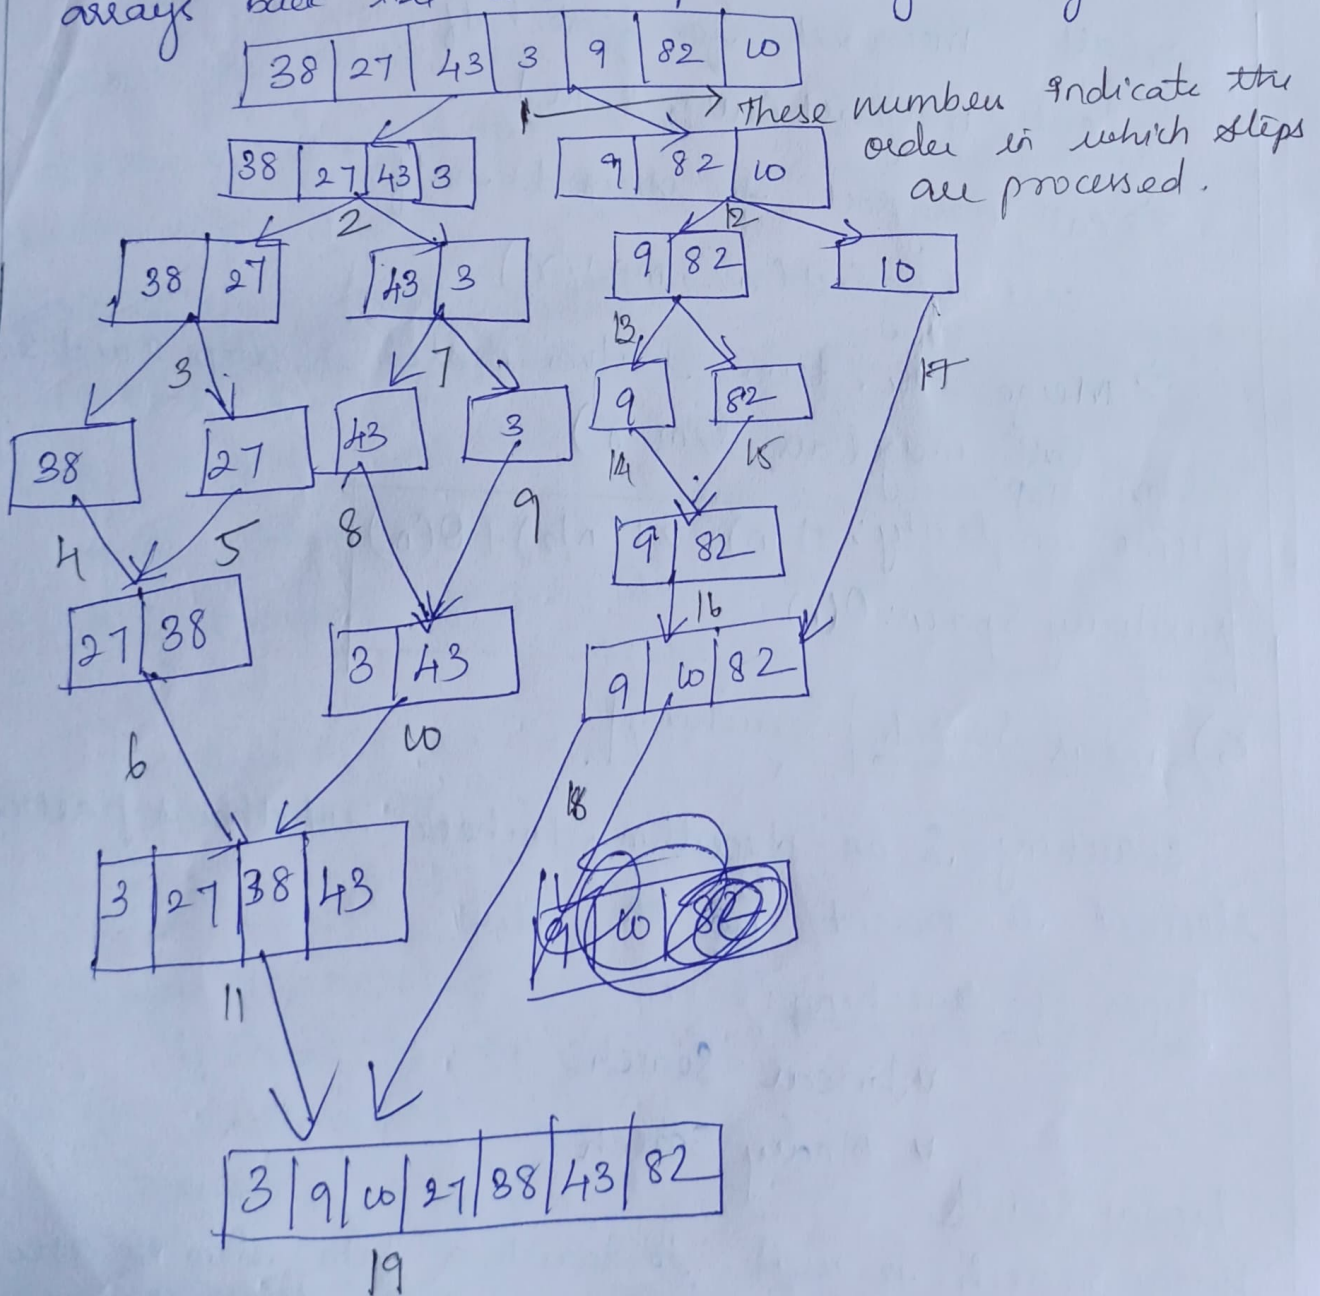 arrays
38 27 43 3 9 82 10
1 These numbers indicate the
order in which steps
are processed.
38 27 43 3 9 82 10
2 12
38 27 43 3 9 82 10
3 7 13 17
38 27 43 3 9 82
4 5 8 9 14 15
9 82
27 38 3 43 16
9 10 82
6 10 18
3 27 38 43 9 10 82
11
3 9 10 27 38 43 82
19